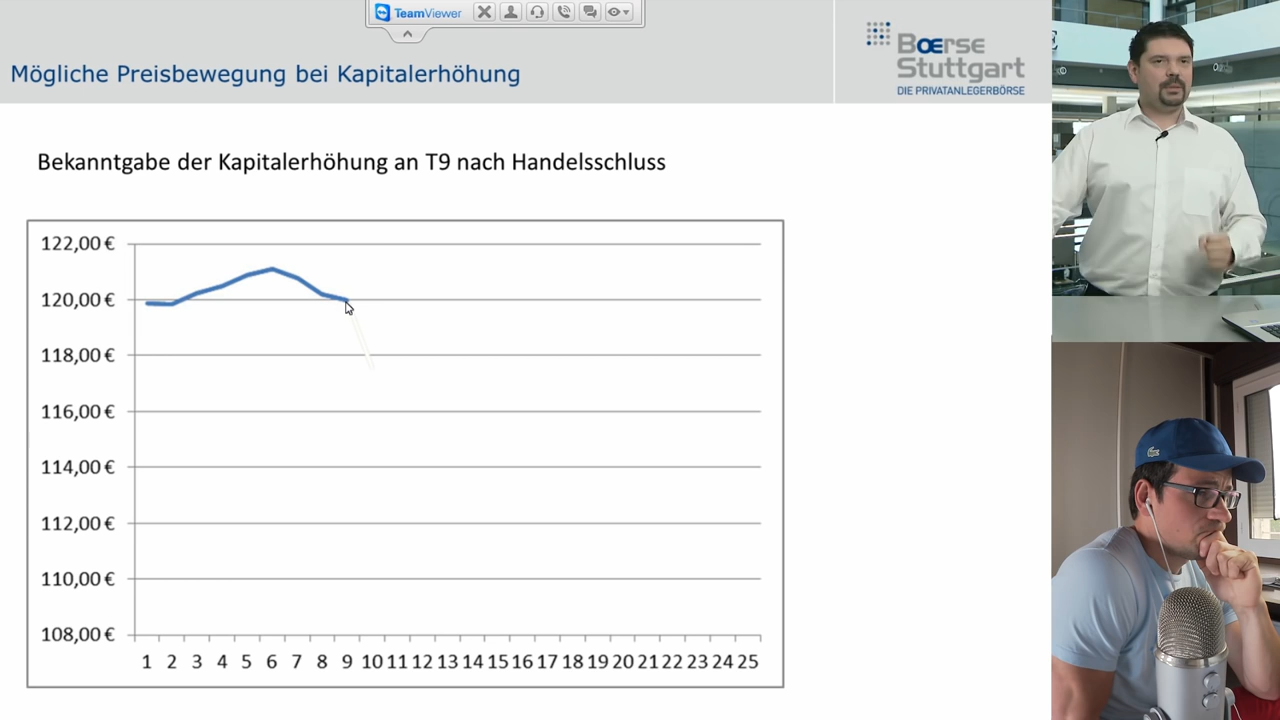 TeamViewer
Mögliche Preisbewegung bei Kapitalerhöhung
Boerse
Stuttgart
DIE PRIVATANLEGERBÖRSE
Bekanntgabe der Kapitalerhöhung an T9 nach Handelsschluss
122,00 €
120,00 €
118,00 €
116,00 €
114,00 €
112,00 €
110,00 €
108,00 €
1 2 3 4 5 6 7 8 9 10 11 12 13 14 15 16 17 18 19 20 21 22 23 24 25